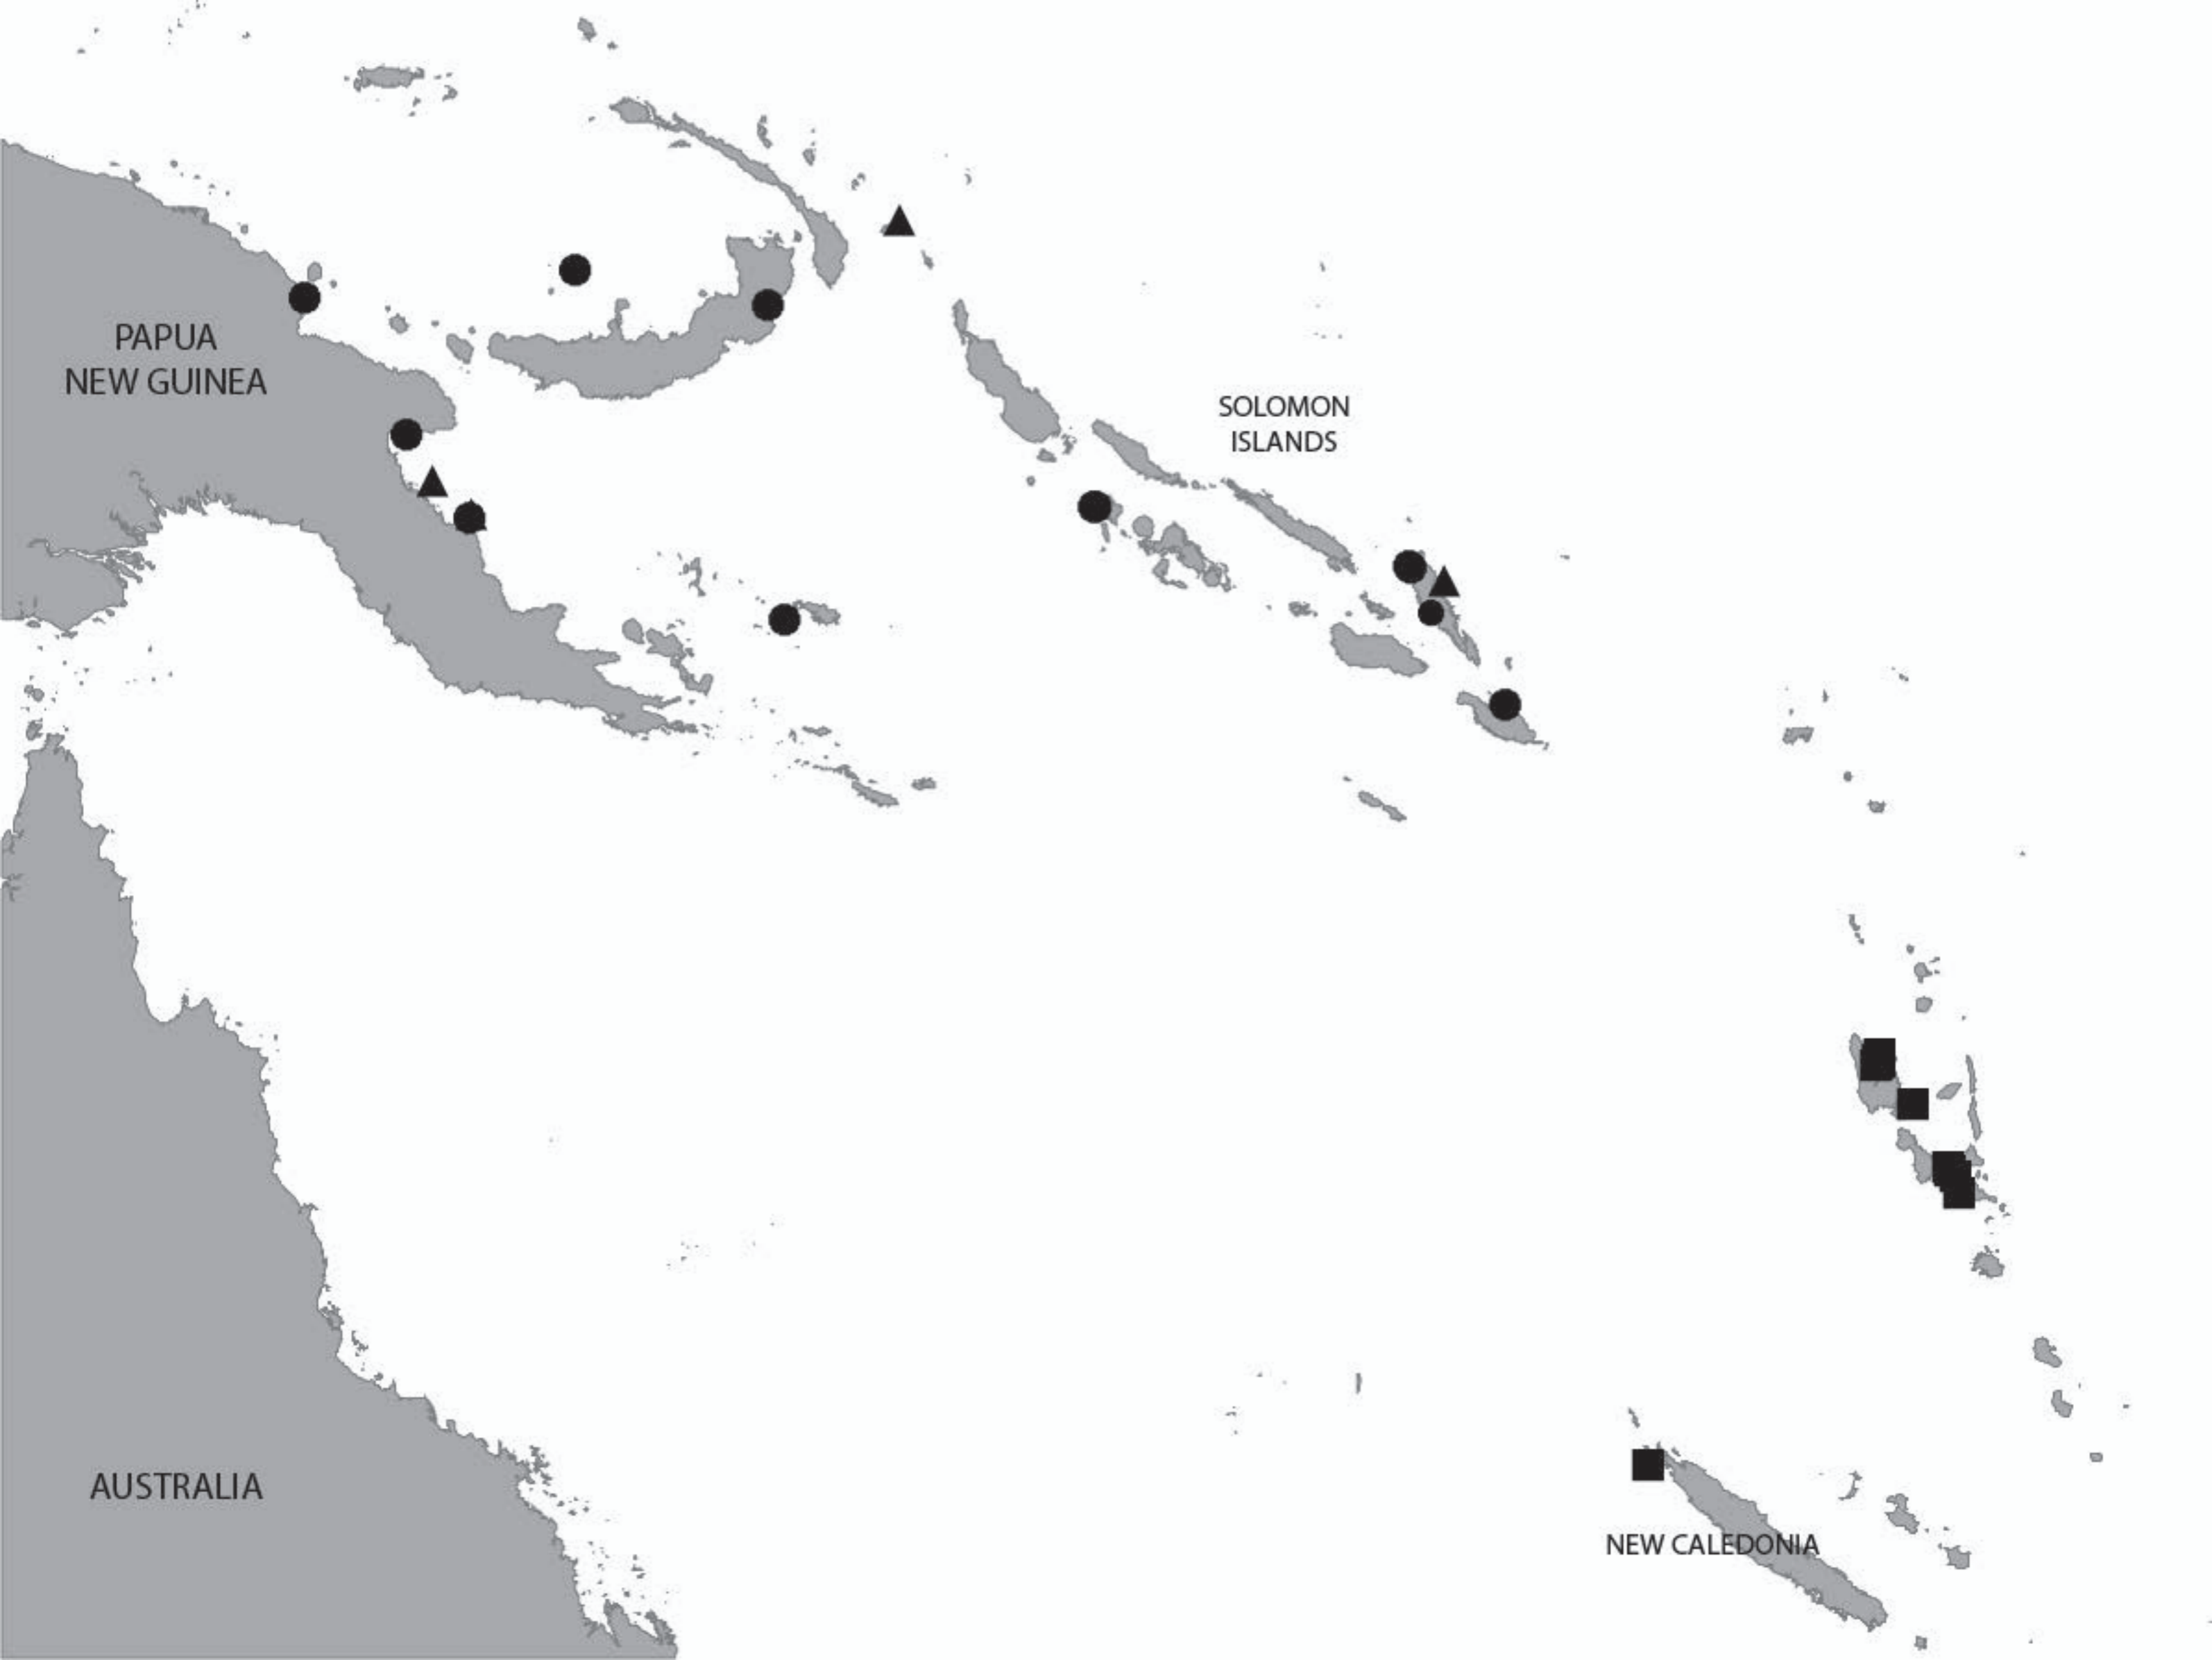 PAPUA
NEW GUINEA
SOLOMON
ISLANDS
AUSTRALIA
NEW CALEDONIA